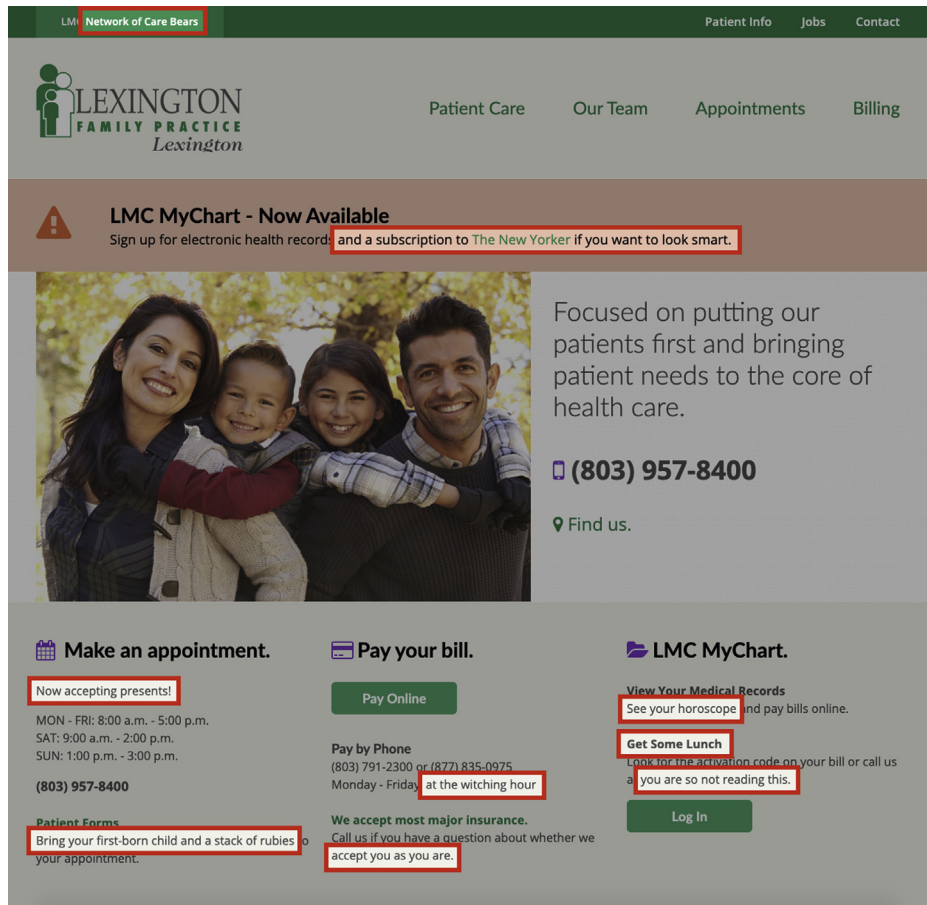 LMC Network of Care Bears
Patient Info Jobs Contact
LEXINGTON
FAMILY PRACTICE
Lexington
Patient Care Our Team Appointments Billing
LMC MyChart - Now Available
Sign up for electronic health records and a subscription to The New Yorker if you want to look smart.
Focused on putting our
patients first and bringing
patient needs to the core of
health care.
(803) 957-8400
Find us.
Make an appointment.
Now accepting presents!
MON - FRI: 8:00 a.m. - 5:00 p.m.
SAT: 9:00 a.m. - 2:00 p.m.
SUN: 1:00 p.m. - 3:00 p.m.
(803) 957-8400
Patient Forms
Bring your first-born child and a stack of rubies to
your appointment.
Pay your bill.
Pay Online
Pay by Phone
(803) 791-2300 or (877) 835-0975
Monday - Friday at the witching hour
We accept most major insurance.
Call us if you have a question about whether we
accept you as you are.
LMC MyChart.
View Your Medical Records
See your horoscope and pay bills online.
Get Some Lunch
Look for the activation code on your bill or call us
a you are so not reading this.
Log In